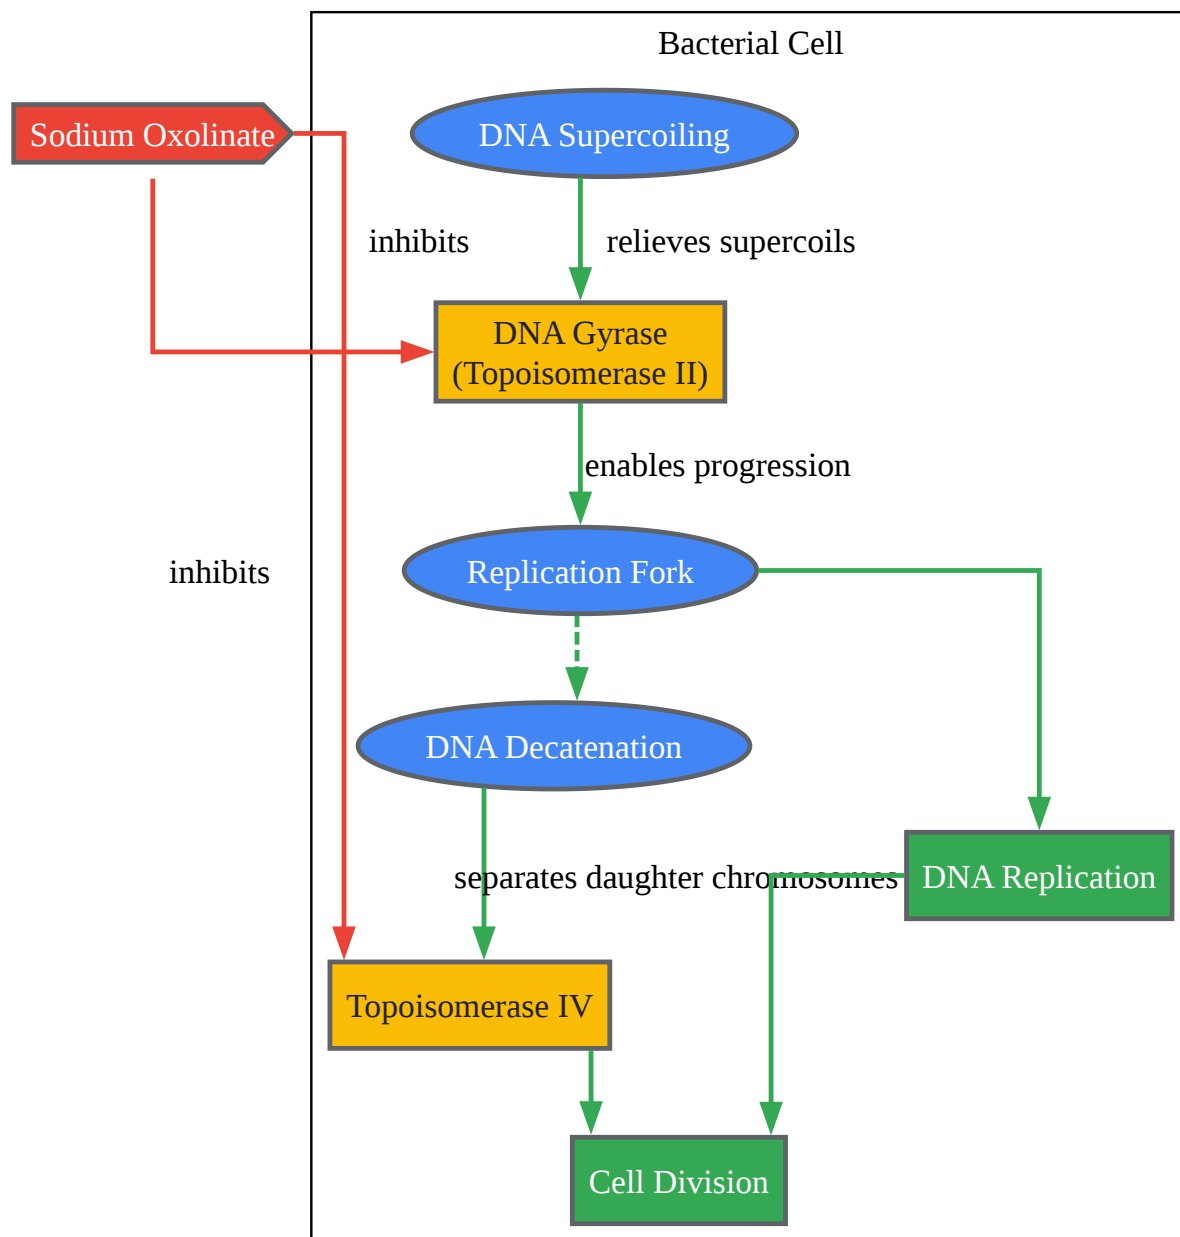 Bacterial Cell
Sodium Oxolinate
DNA Supercoiling
inhibits
relieves supercoils
DNA Gyrase
(Topoisomerase II)
enables progression
inhibits
Replication Fork
DNA Decatenation
separates daughter chromosomes
DNA Replication
Topoisomerase IV
Cell Division